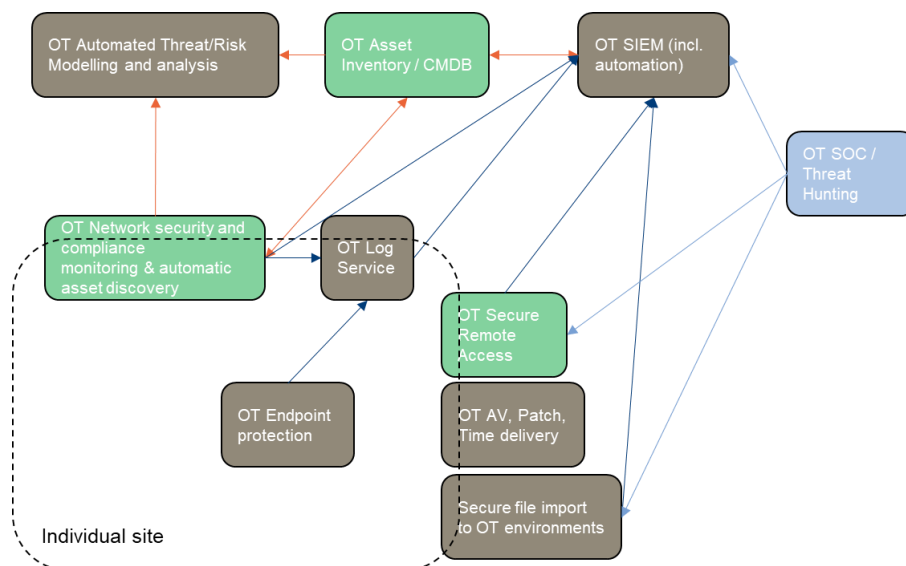 OT Automated Threat/Risk
Modelling and analysis
OT Asset
Inventory / CMDB
OT SIEM (incl.
automation)
OT SOC /
Threat
Hunting
OT Network security and
compliance
monitoring & automatic
asset discovery
OT Log
Service
OT Secure
Remote
Access
OT Endpoint
protection
OT AV, Patch,
Time delivery
Secure file import
to OT environments
Individual site